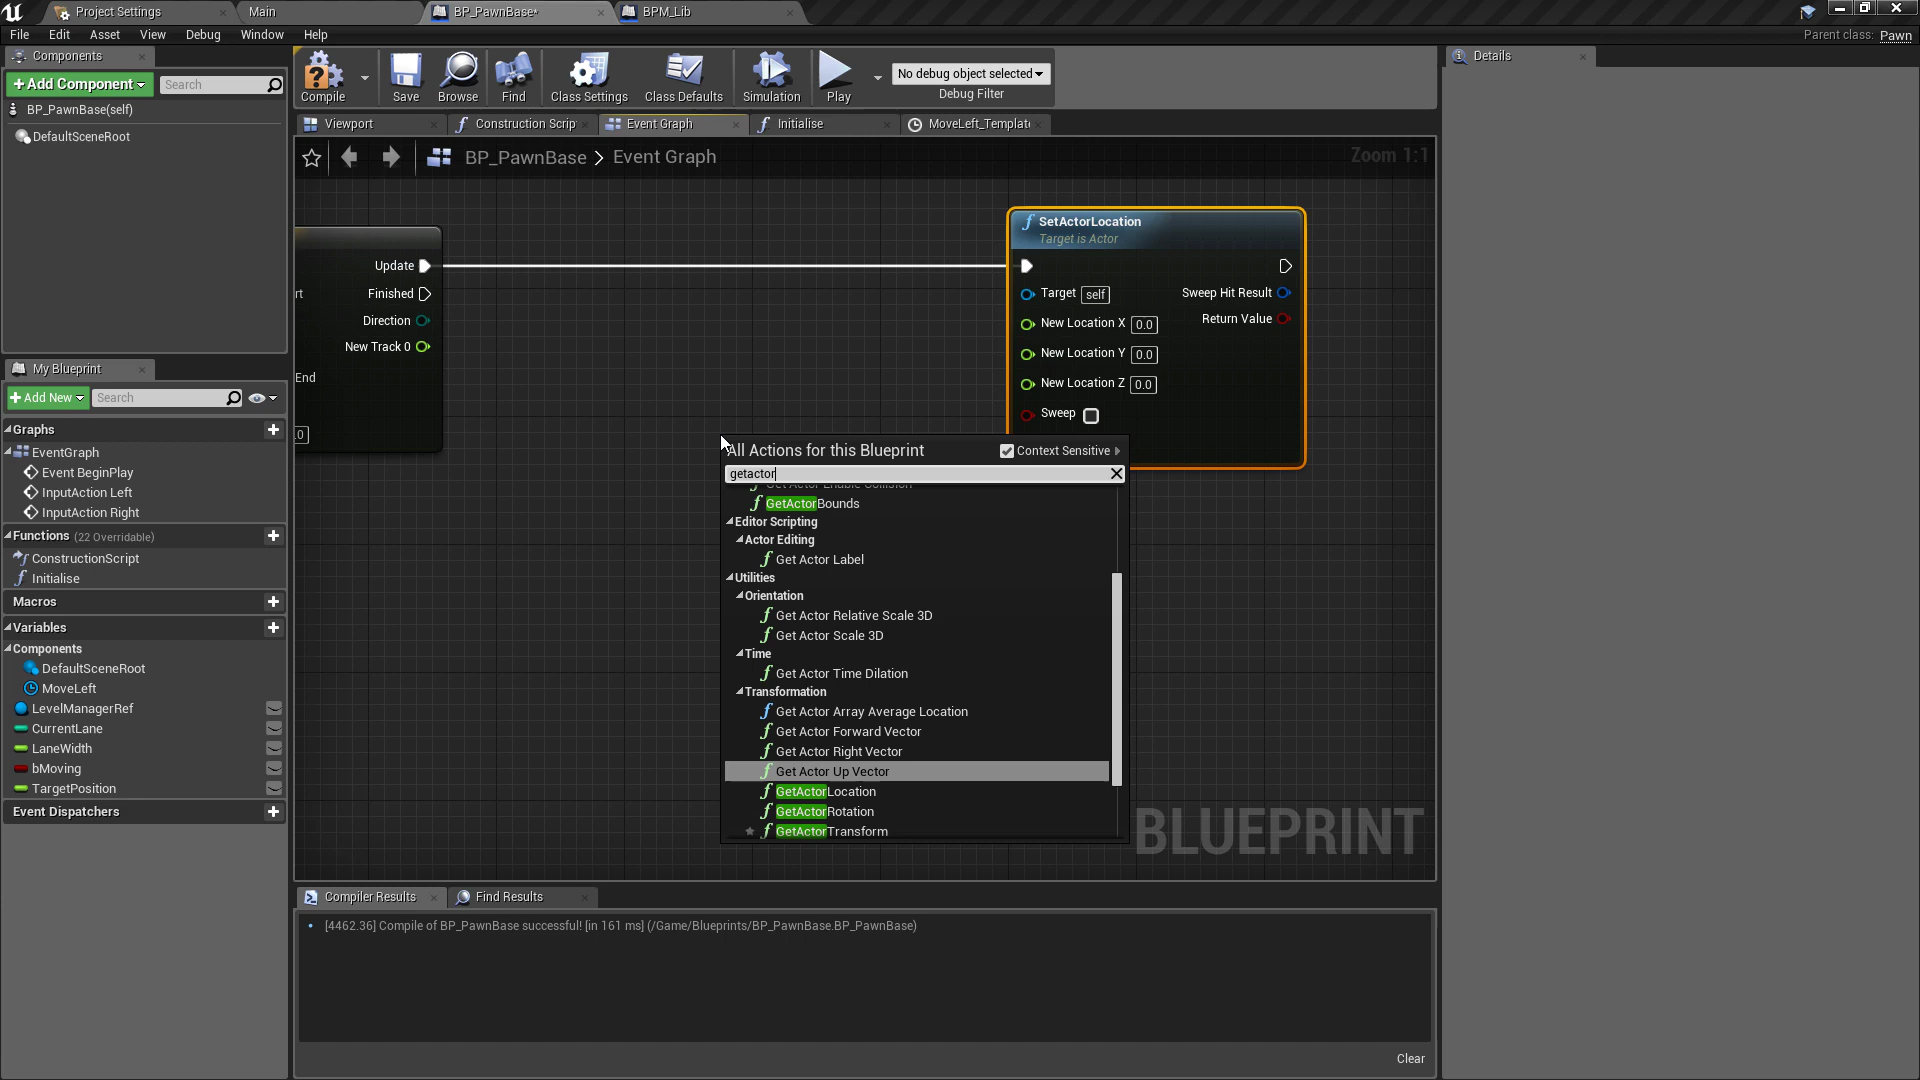 Project Settings
Main
BP_PawnBase*
BPM_Lib
File Edit Asset View Debug Window Help
Parent class: Pawn
Components
Add Component
Search
BP_PawnBase(self)
DefaultSceneRoot
Compile
Save
Browse
Find
Class Settings
Class Defaults
Simulation
Play
No debug object selected
Debug Filter
Details
Viewport
Construction Scrip
Event Graph
Initialise
MoveLeft_Templat
BP_PawnBase > Event Graph
Zoom 1:1
Update
Finished
Direction
New Track 0
rt
End
.0
SetActorLocation
Target is Actor
Target self
New Location X 0.0
New Location Y 0.0
New Location Z 0.0
Sweep
Sweep Hit Result
Return Value
All Actions for this Blueprint
Context Sensitive
getactor
Get Actor Enable Collision
GetActorBounds
Editor Scripting
Actor Editing
Get Actor Label
Utilities
Orientation
Get Actor Relative Scale 3D
Get Actor Scale 3D
Time
Get Actor Time Dilation
Transformation
Get Actor Array Average Location
Get Actor Forward Vector
Get Actor Right Vector
Get Actor Up Vector
GetActorLocation
GetActorRotation
GetActorTransform
BLUEPRINT
My Blueprint
Add New
Search
Graphs
EventGraph
Event BeginPlay
InputAction Left
InputAction Right
Functions (22 Overridable)
ConstructionScript
Initialise
Macros
Variables
Components
DefaultSceneRoot
MoveLeft
LevelManagerRef
CurrentLane
LaneWidth
bMoving
TargetPosition
Event Dispatchers
Compiler Results
Find Results
[4462.36] Compile of BP_PawnBase successful! [in 161 ms] (/Game/Blueprints/BP_PawnBase.BP_PawnBase)
Clear